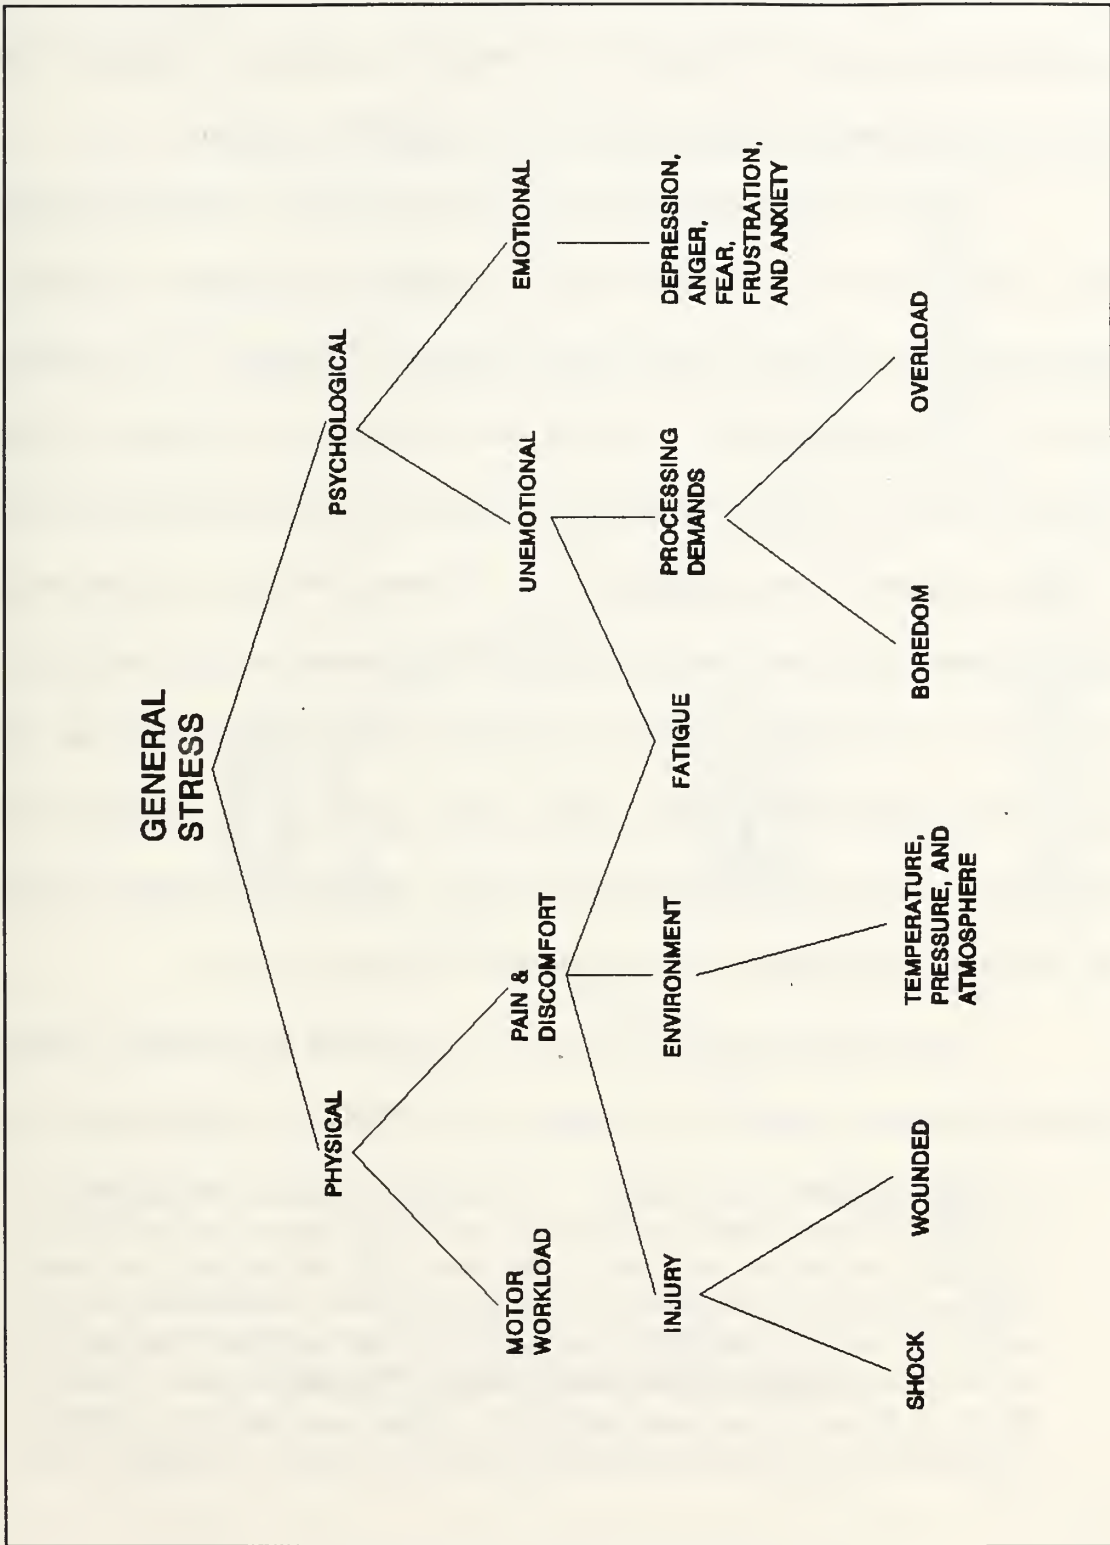 GENERAL
STRESS
PHYSICAL
PSYCHOLOGICAL
MOTOR
WORKLOAD
PAIN &
DISCOMFORT
UNEMOTIONAL
EMOTIONAL
INJURY
ENVIRONMENT
FATIGUE
PROCESSING
DEMANDS
DEPRESSION,
ANGER,
FEAR,
FRUSTRATION,
AND ANXIETY
SHOCK
WOUNDED
TEMPERATURE,
PRESSURE, AND
ATMOSPHERE
BOREDOM
OVERLOAD